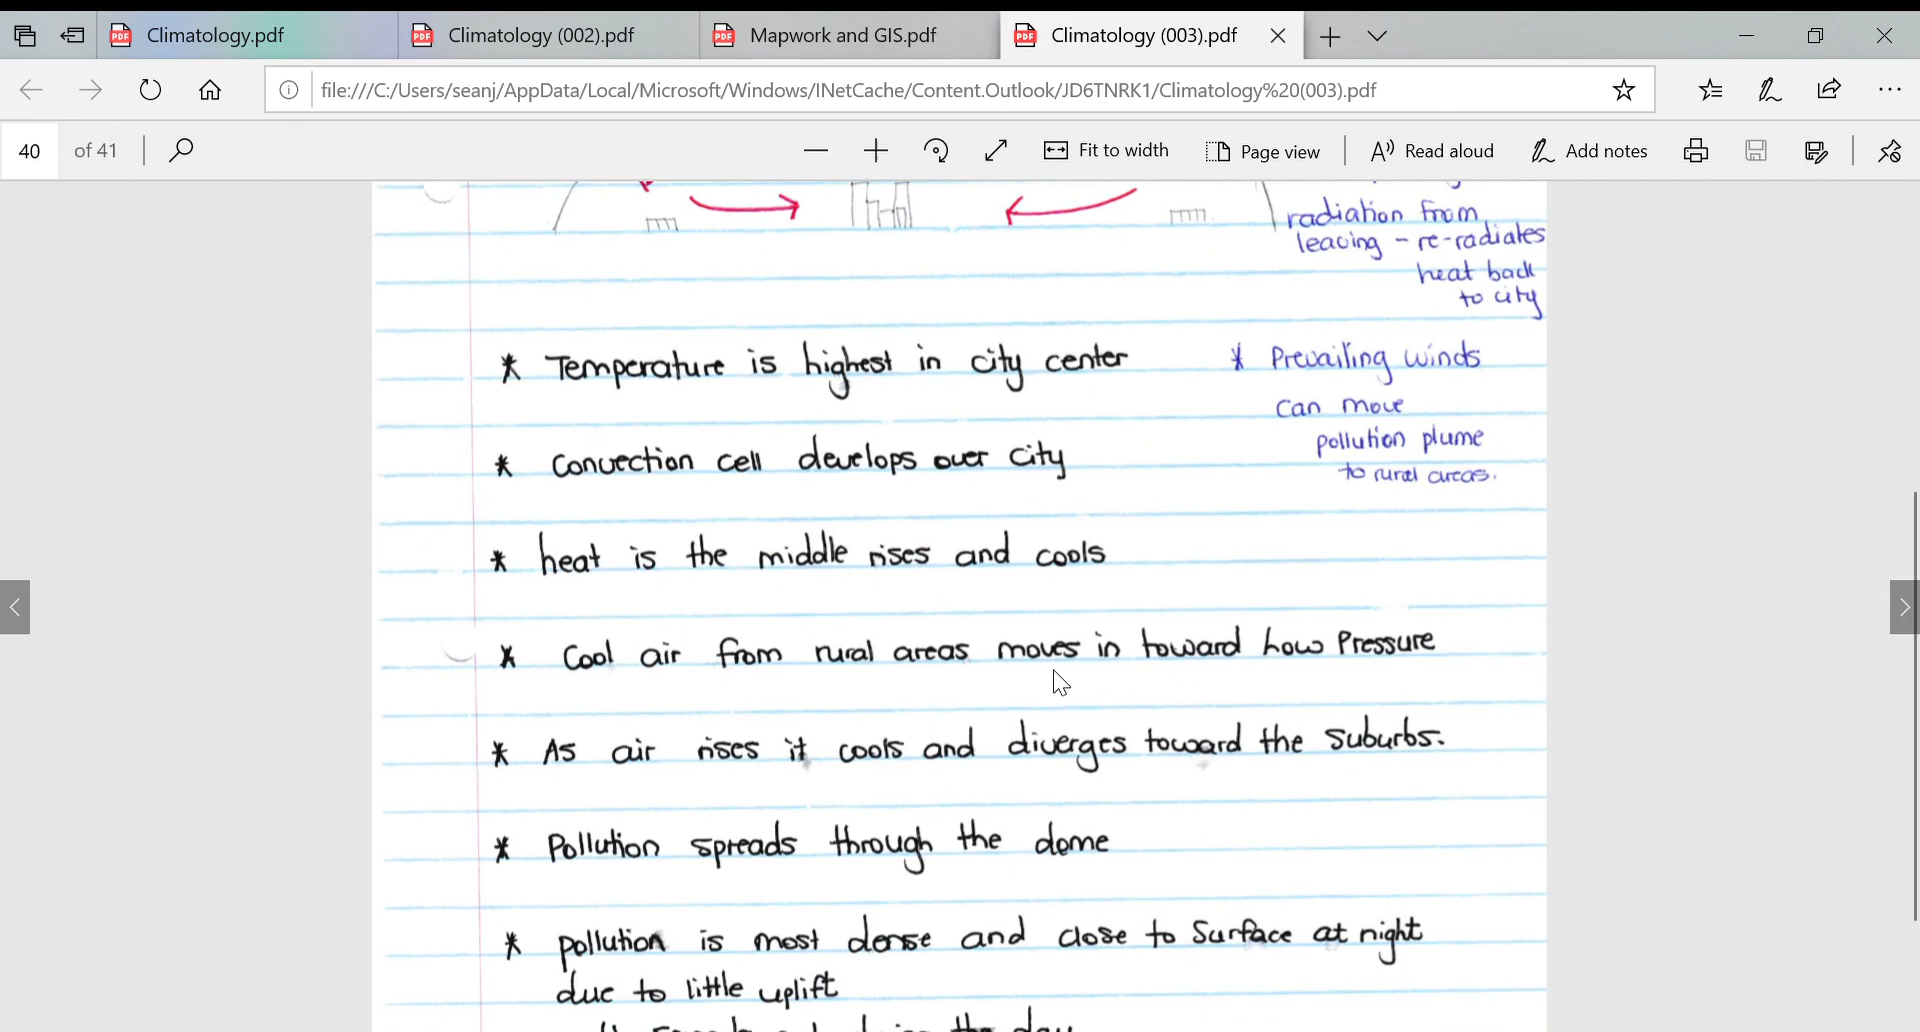 Climatology.pdf
Climatology (002).pdf
Mapwork and GIS.pdf
Climatology (003).pdf
file:///C:/Users/seanj/AppData/Local/Microsoft/Windows/INetCache/Content.Outlook/JD6TNRK1/Climatology%20(003).pdf
40 of 41
Fit to width
Page view
Read aloud
Add notes
radiation from
leaving - re-radiates
heat back
to city
* Temperature is highest in city center
* Prevailing winds
can move
pollution plume
to rural areas.
* Convection cell develops over city
* heat is the middle rises and cools
* Cool air from rural areas moves in toward how Pressure
* As air rises it cools and diverges toward the suburbs.
* Pollution spreads through the dome
* pollution is most dense and close to surface at night
due to little uplift
the day